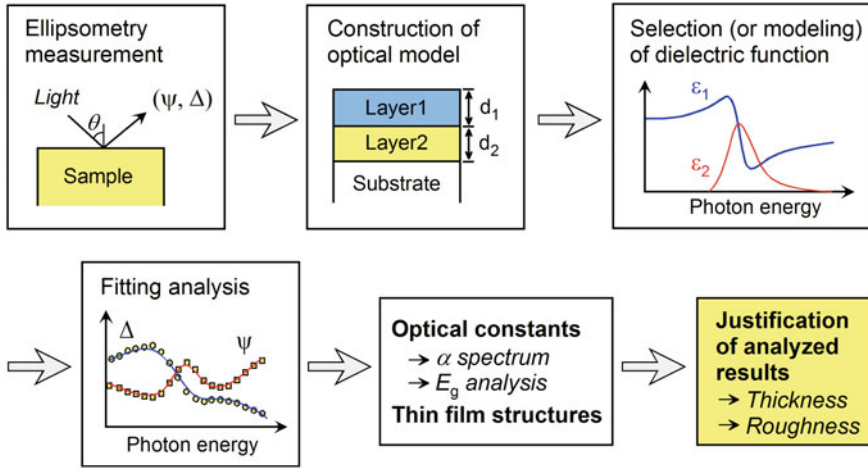 Ellipsometry
measurement
Light
θ
(ψ, Δ)
Sample
Construction of
optical model
Layer1
d₁
Layer2
d₂
Substrate
Selection (or modeling)
of dielectric function
ε₁
ε₂
Photon energy
Fitting analysis
Δ
ψ
Photon energy
Optical constants
→ α spectrum
→ Eg analysis
Thin film structures
Justification
of analyzed
results
→ Thickness
→ Roughness